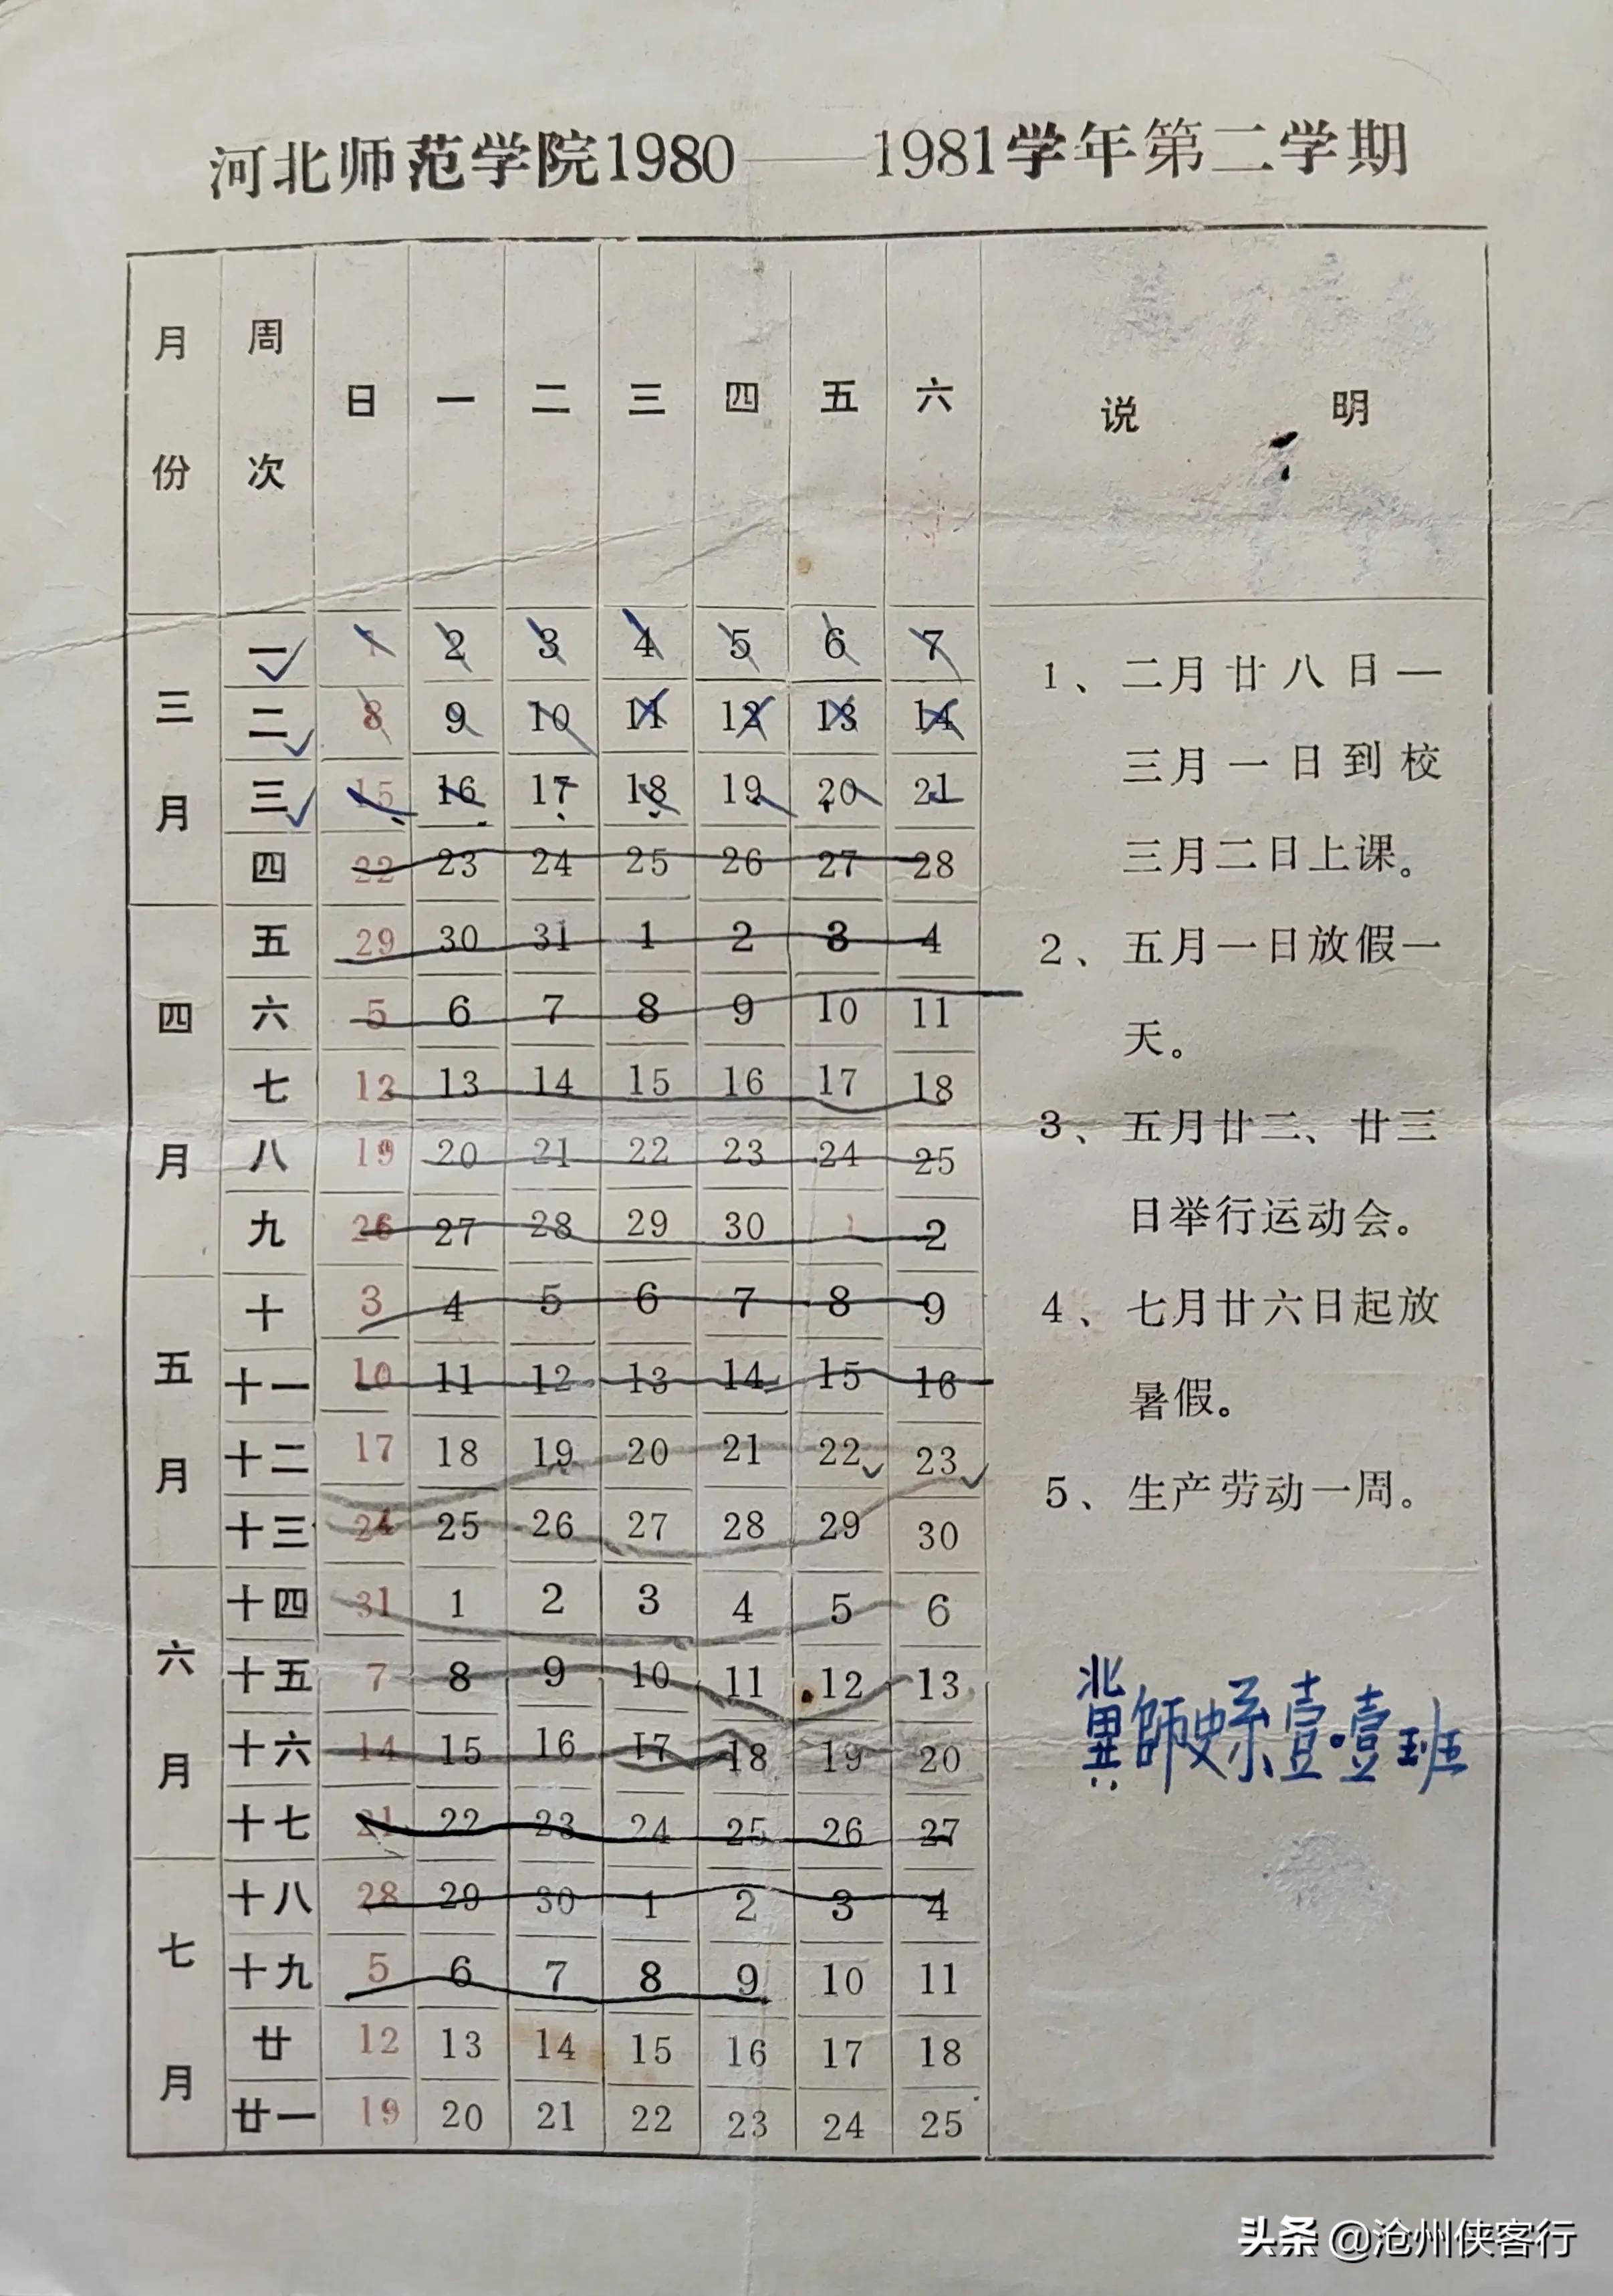 河北师范学院1980——1981学年第二学期
月份 周次 日 一 二 三 四 五 六 说明
三月
一 1 2 3 4 5 6 7
二 8 9 10 11 12 13 14
三 15 16 17 18 19 20 21
四 22 23 24 25 26 27 28
四月
五 29 30 31 1 2 3 4
六 5 6 7 8 9 10 11
七 12 13 14 15 16 17 18
八 19 20 21 22 23 24 25
九 26 27 28 29 30 1 2
五月
十 3 4 5 6 7 8 9
十一 10 11 12 13 14 15 16
十二 17 18 19 20 21 22 23
十三 24 25 26 27 28 29 30
六月
十四 31 1 2 3 4 5 6
十五 7 8 9 10 11 12 13
十六 14 15 16 17 18 19 20
十七 21 22 23 24 25 26 27
七月
十八 28 29 30 1 2 3 4
十九 5 6 7 8 9 10 11
廿 12 13 14 15 16 17 18
廿一 19 20 21 22 23 24 25
1、二月廿八日—
三月一日到校
三月二日上课。
2、五月一日放假一
天。
3、五月廿二、廿三
日举行运动会。
4、七月廿六日起放
暑假。
5、生产劳动一周。
冀師史系壹·壹班
头条 @沧州侠客行